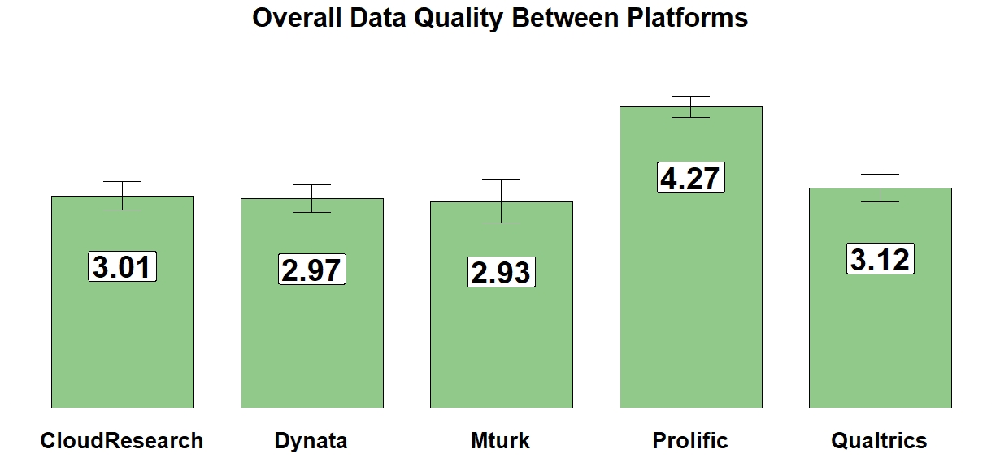 Overall Data Quality Between Platforms
3.01
2.97
2.93
4.27
3.12
CloudResearch
Dynata
Mturk
Prolific
Qualtrics